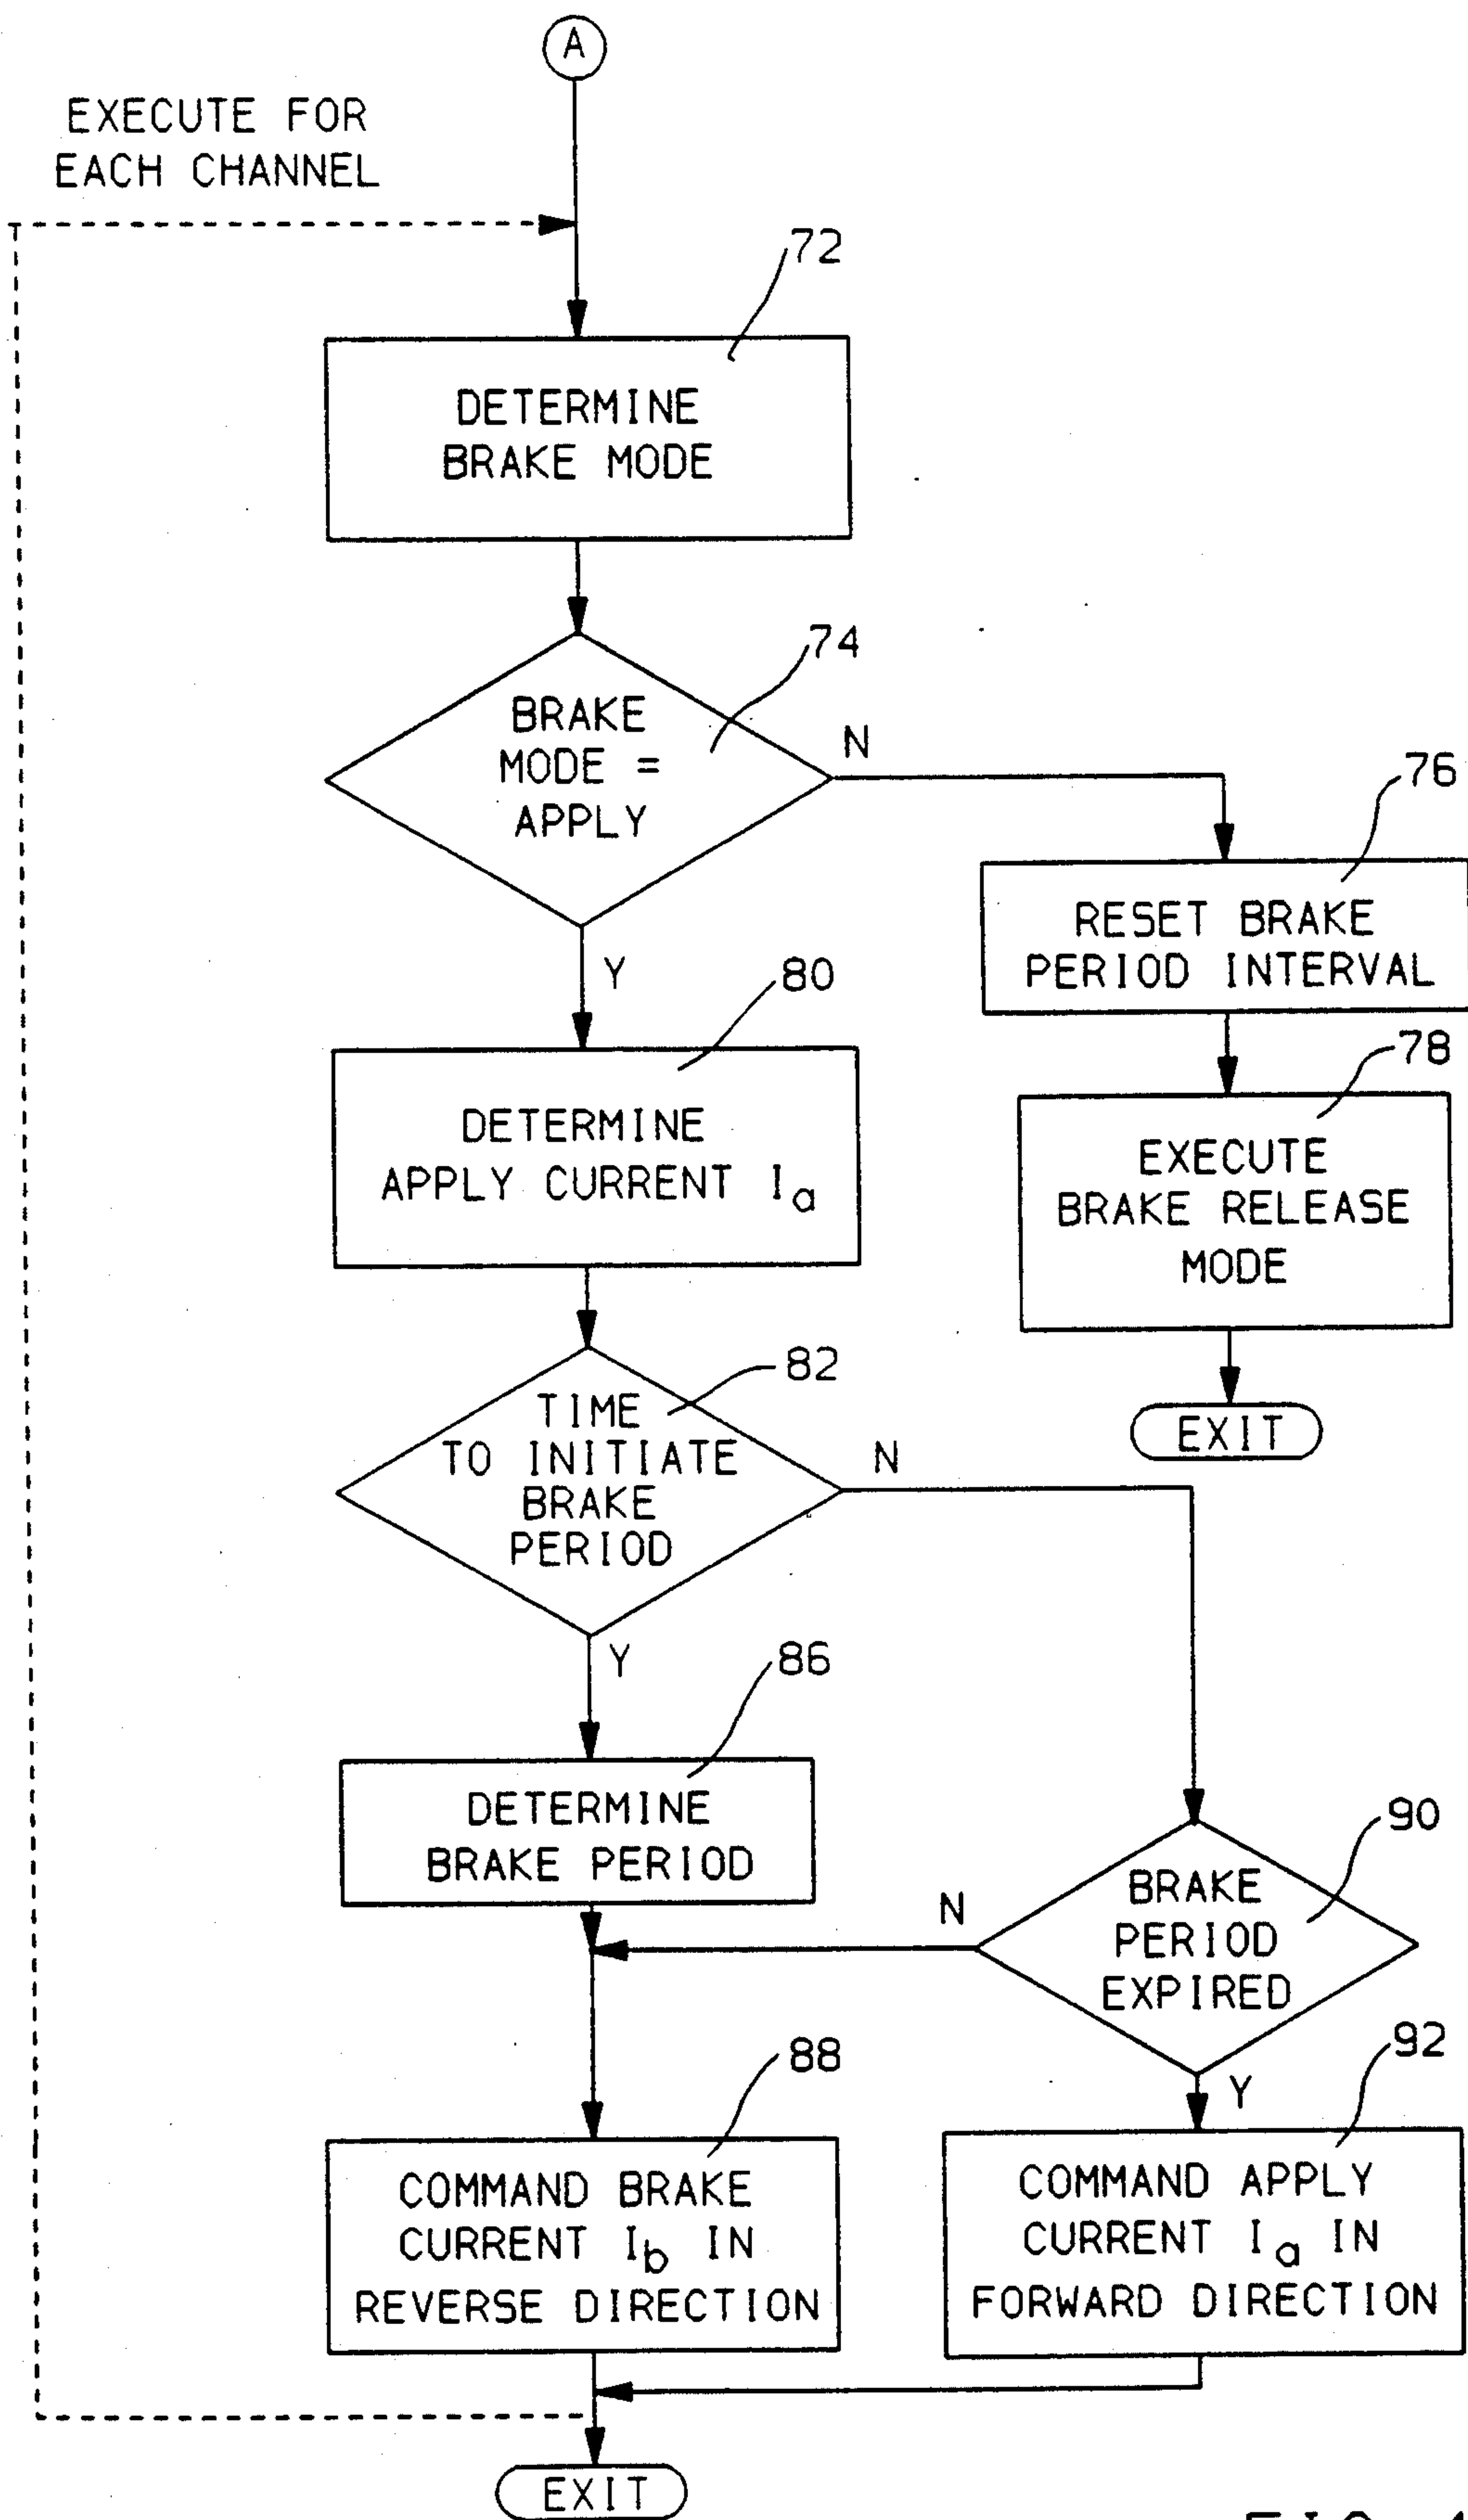 A
EXECUTE FOR
EACH CHANNEL
72
DETERMINE
BRAKE MODE
74
BRAKE
MODE =
APPLY
N
76
RESET BRAKE
PERIOD INTERVAL
Y
80
78
DETERMINE
APPLY CURRENT Ia
EXECUTE
BRAKE RELEASE
MODE
82
TIME
TO INITIATE
BRAKE
PERIOD
N
EXIT
Y
86
DETERMINE
BRAKE PERIOD
90
BRAKE
PERIOD
EXPIRED
N
Y
88
92
COMMAND BRAKE
CURRENT Ib IN
REVERSE DIRECTION
COMMAND APPLY
CURRENT Ia IN
FORWARD DIRECTION
EXIT